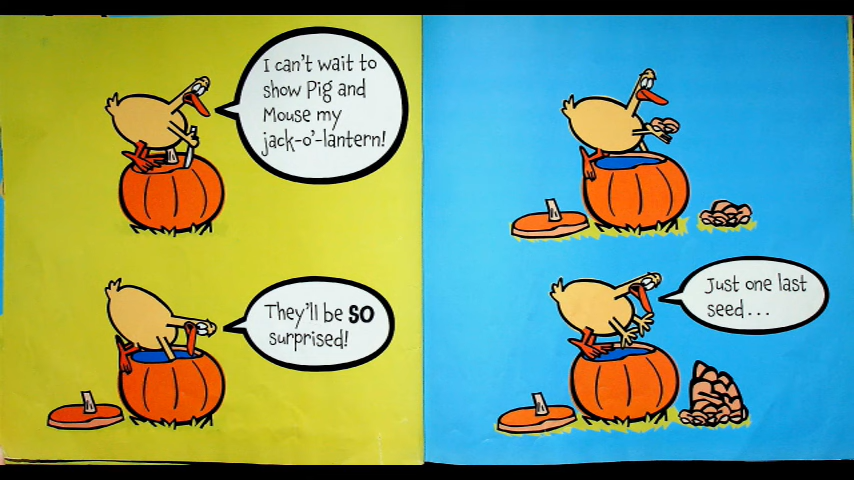 I can't wait to
show Pig and
Mouse my
jack-o'-lantern!
They'll be SO
surprised!
Just one last
seed...